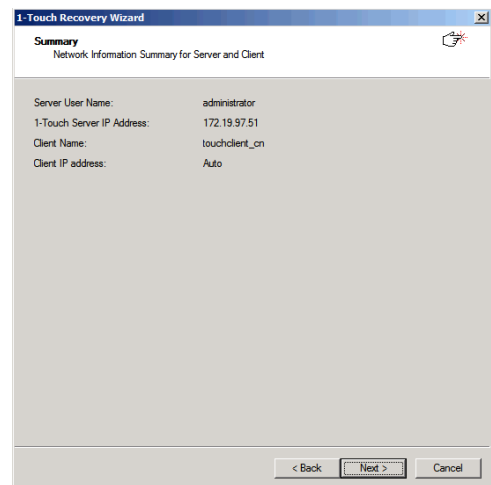 1-Touch Recovery Wizard
Summary
Network Information Summary for Server and Client
Server User Name: administrator
1-Touch Server IP Address: 172.19.97.51
Client Name: touchclient_cn
Client IP address: Auto
< Back Next > Cancel